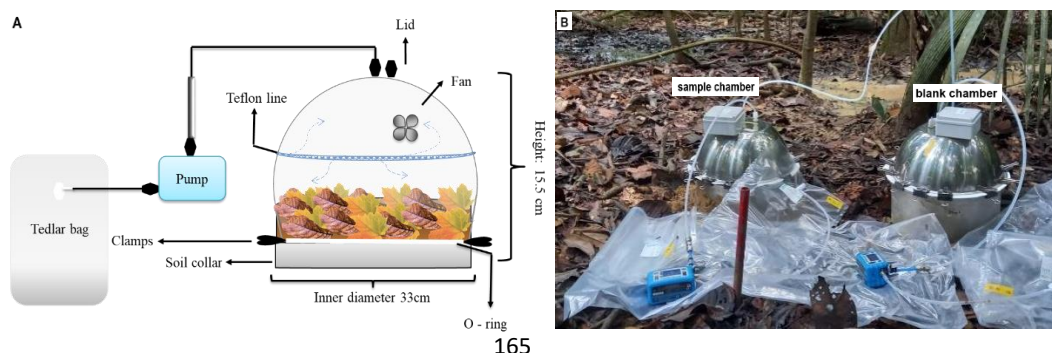 A
Lid
Fan
Teflon line
Pump
Tedlar bag
Clamps
Soil collar
Inner diameter 33cm
O - ring
Height: 15.5 cm
B
sample chamber
blank chamber
165